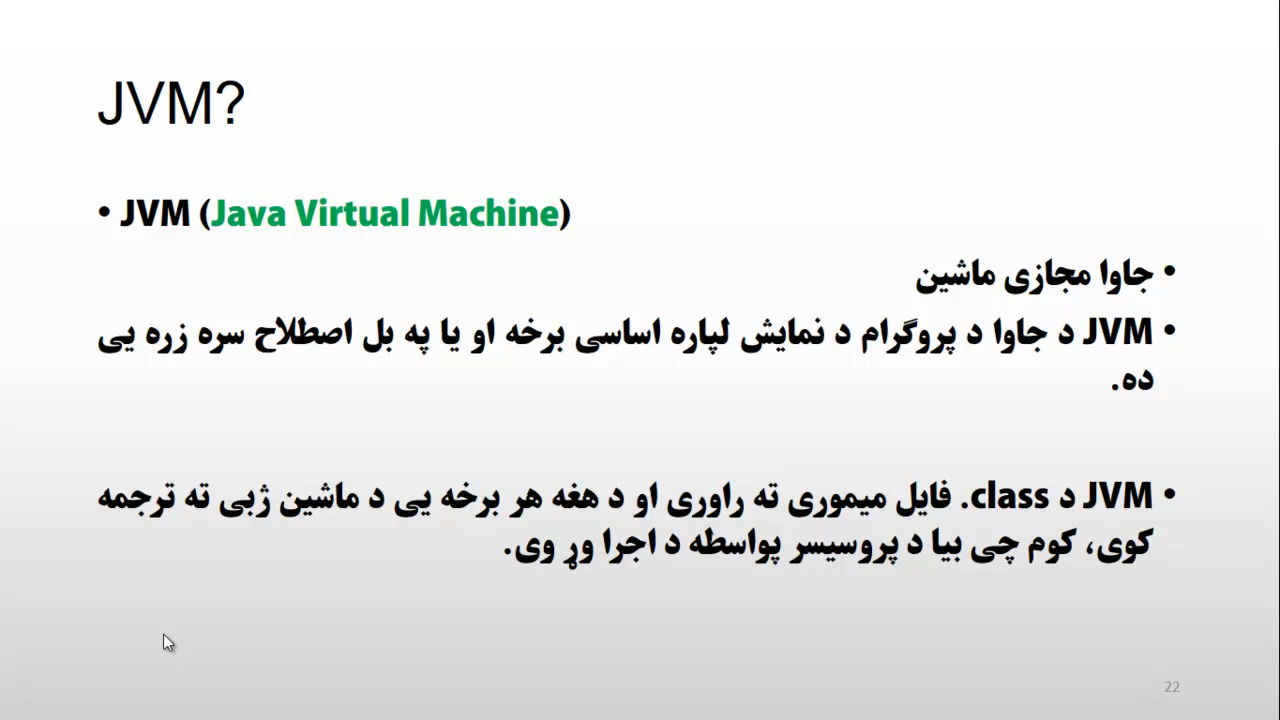 JVM?
• JVM (Java Virtual Machine)
• جاوا مجازی ماشین
• JVM د جاوا د پروګرام د نمایش لپاره اساسی برخه او یا په بل اصطلاح سره زره یی
ده.
• JVM د class. فایل میموری ته راوری او د هغه هر برخه یی د ماشین ژبی ته ترجمه
کوی، کوم چی بیا د پروسیسر پواسطه د اجرا وړ وی.
22